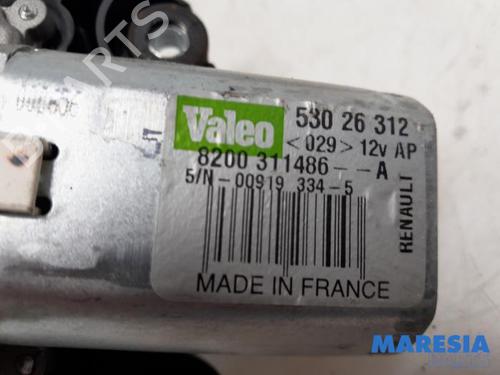 Valeo
530 26 312
<029> 12v AP
8200 311486--A
S/N-00919 334-5
RENAULT
MADE IN FRANCE
MARESIA